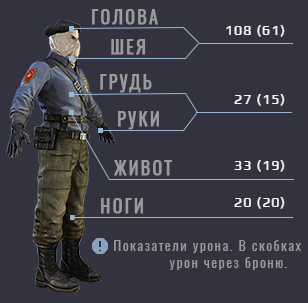 ГОЛОВА
108 (61)
ШЕЯ
ГРУДЬ
27 (15)
РУКИ
ЖИВОТ
33 (19)
НОГИ
20 (20)
! Показатели урона. В скобках
урон через броню.